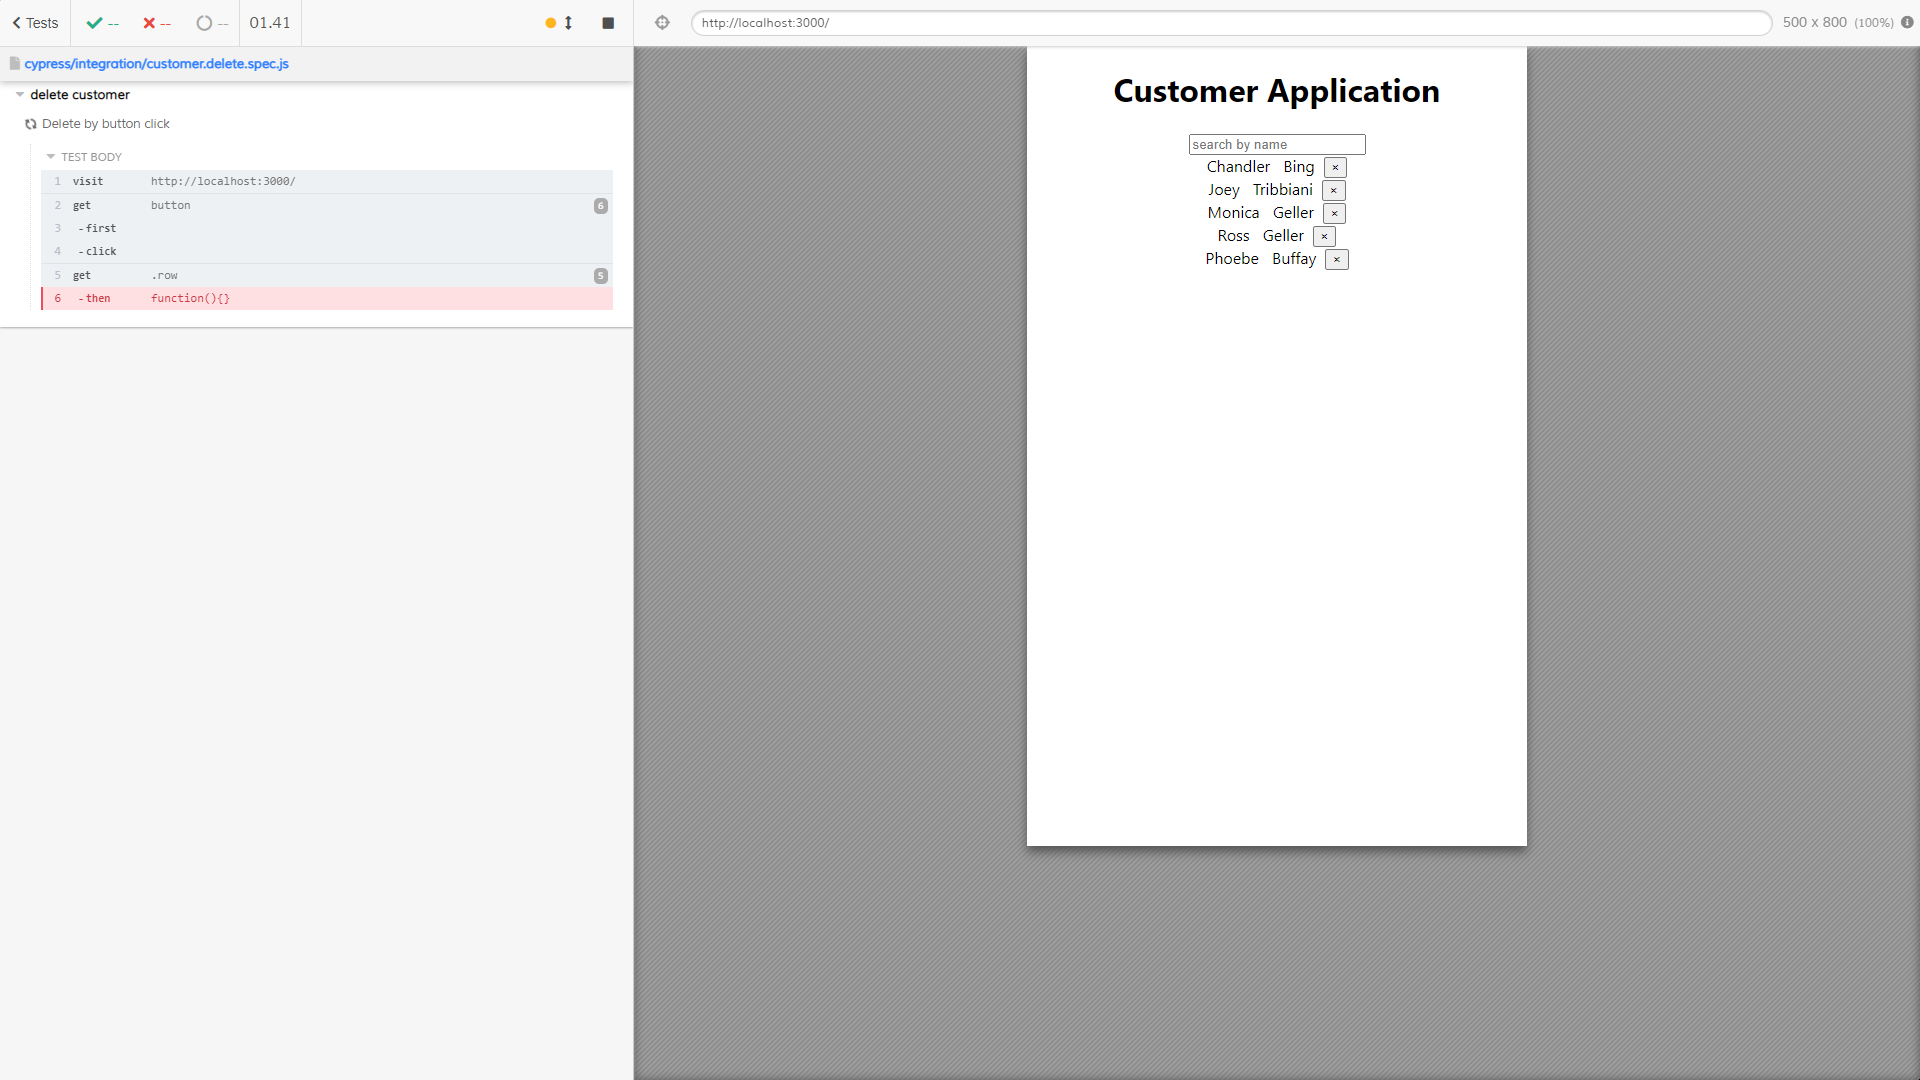 Tests -- -- -- 01.41
http://localhost:3000/ 500 x 800 (100%)
cypress/integration/customer.delete.spec.js
delete customer
Delete by button click
TEST BODY
1 visit http://localhost:3000/
2 get button 6
3 -first
4 -click
5 get .row 5
6 -then function(){}
Customer Application
search by name
Chandler Bing ×
Joey Tribbiani ×
Monica Geller ×
Ross Geller ×
Phoebe Buffay ×